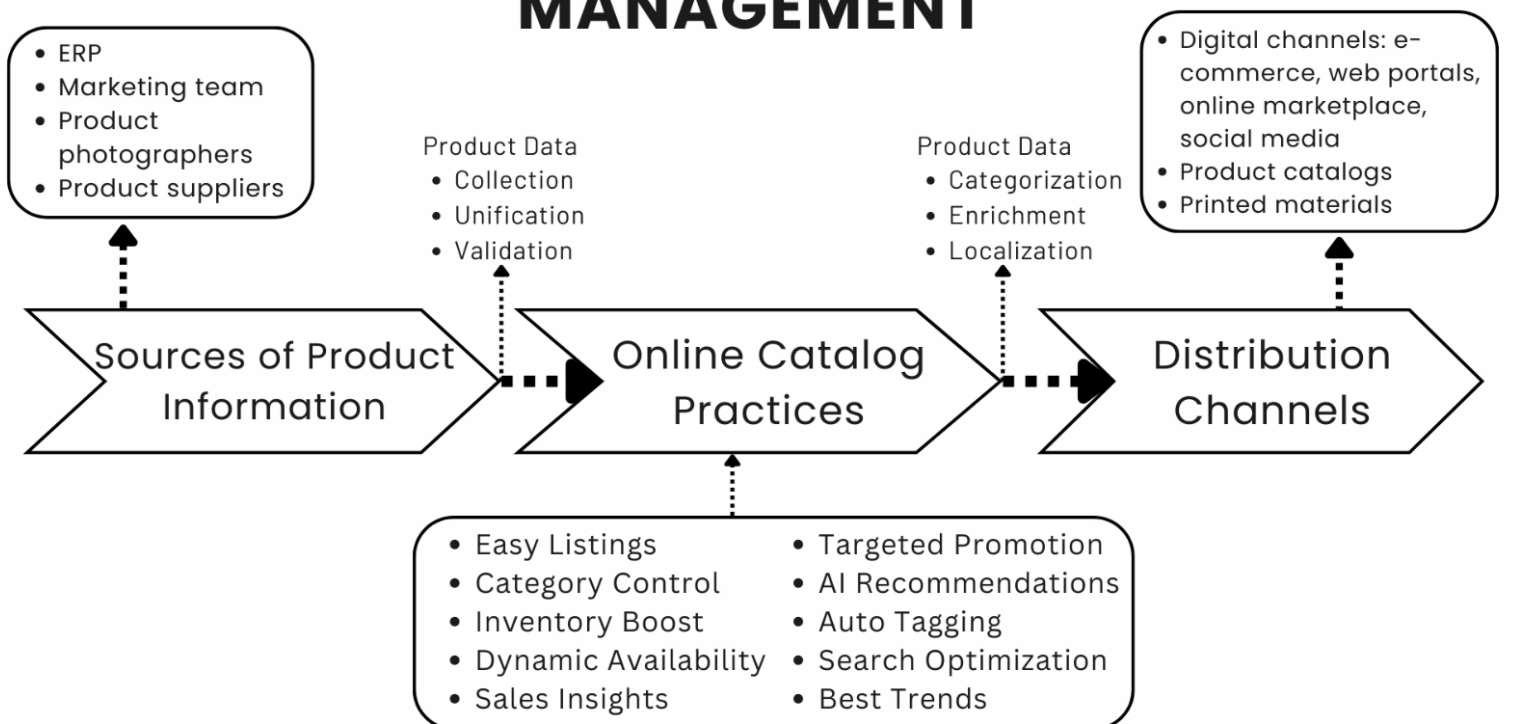 MANAGEMENT
• ERP
• Marketing team
• Product
photographers
• Product suppliers
Product Data
• Collection
• Unification
• Validation
Product Data
• Categorization
• Enrichment
• Localization
• Digital channels: e-
commerce, web portals,
online marketplace,
social media
• Product catalogs
• Printed materials
Sources of Product
Information
Online Catalog
Practices
Distribution
Channels
• Easy Listings
• Category Control
• Inventory Boost
• Dynamic Availability
• Sales Insights
• Targeted Promotion
• AI Recommendations
• Auto Tagging
• Search Optimization
• Best Trends